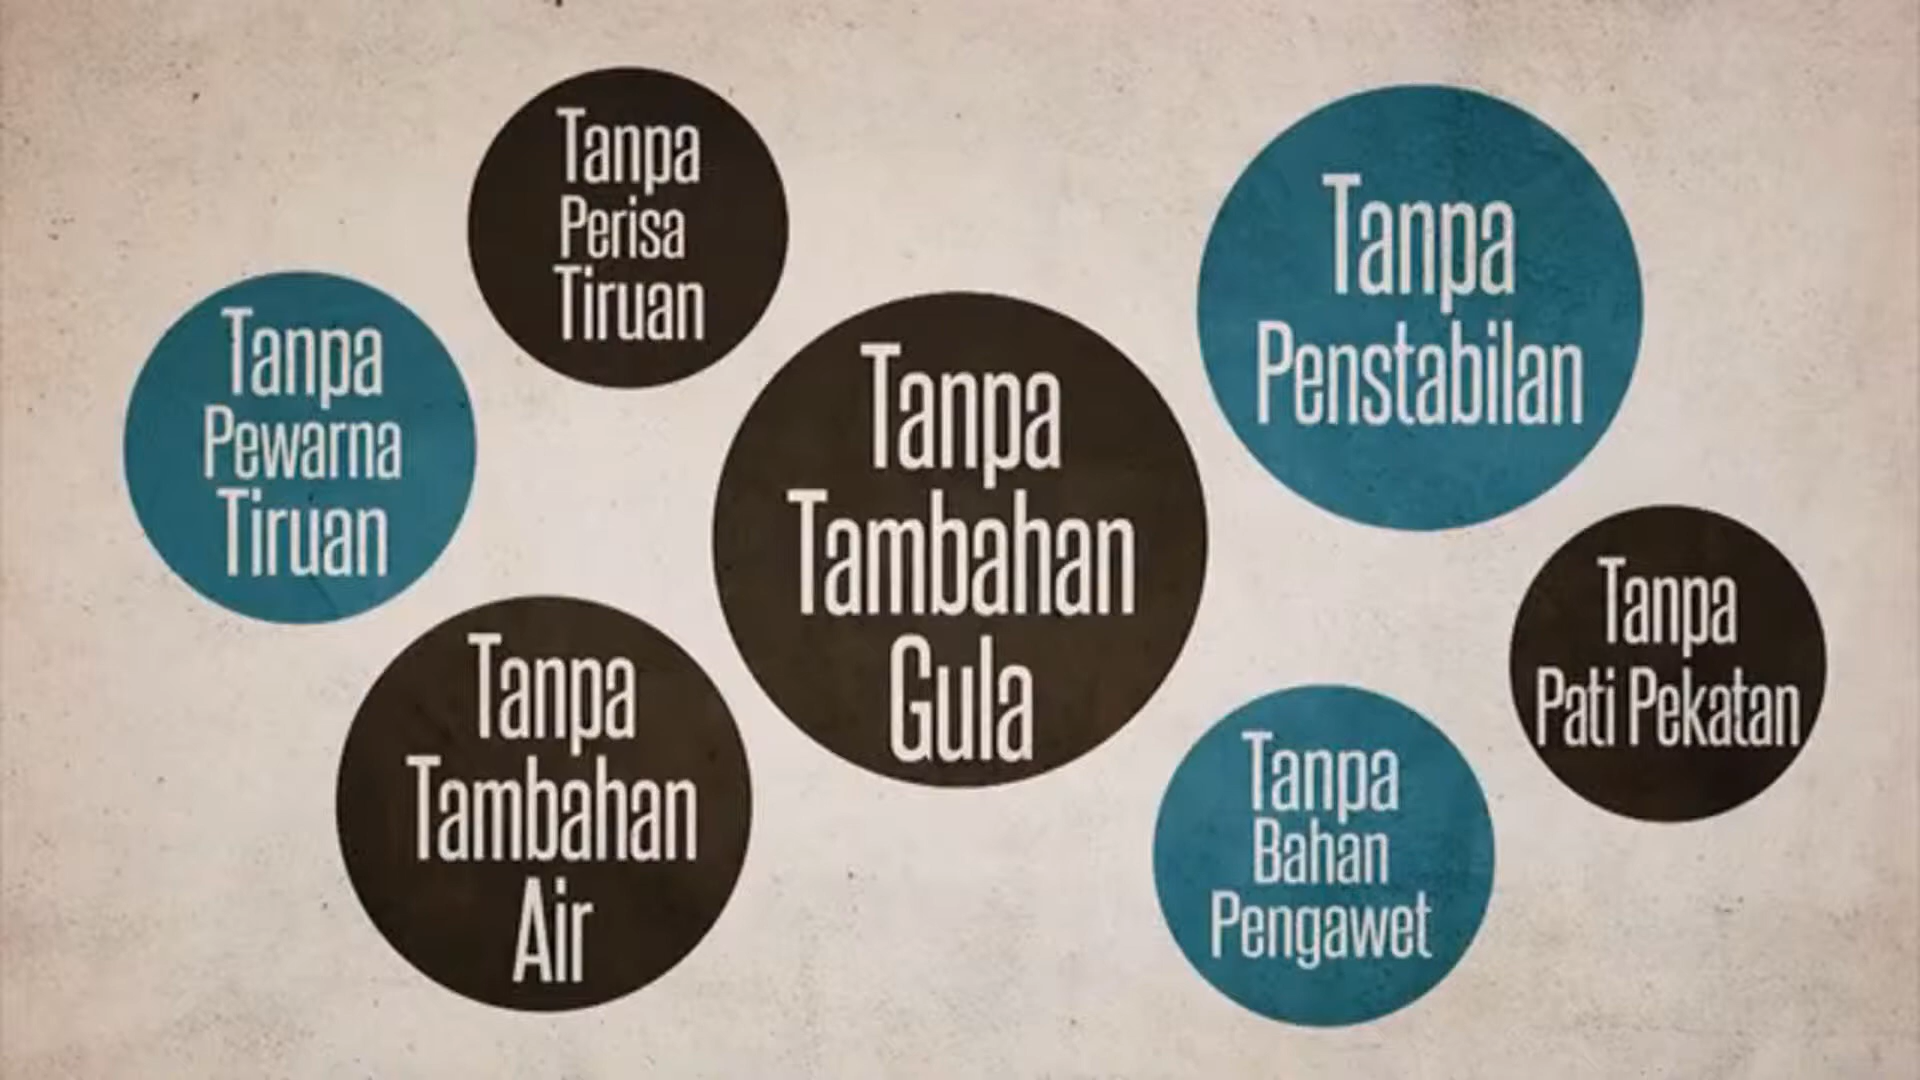 Tanpa
Perisa
Tiruan
Tanpa
Penstabilan
Tanpa
Pewarna
Tiruan
Tanpa
Tambahan
Gula
Tanpa
Pati Pekatan
Tanpa
Tambahan
Air
Tanpa
Bahan
Pengawet